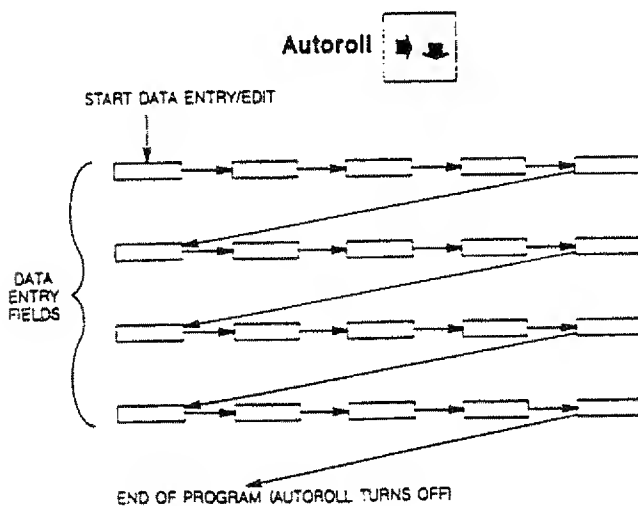 Autoroll
START DATA ENTRY/EDIT
DATA
ENTRY
FIELDS
END OF PROGRAM (AUTOROLL TURNS OFF)